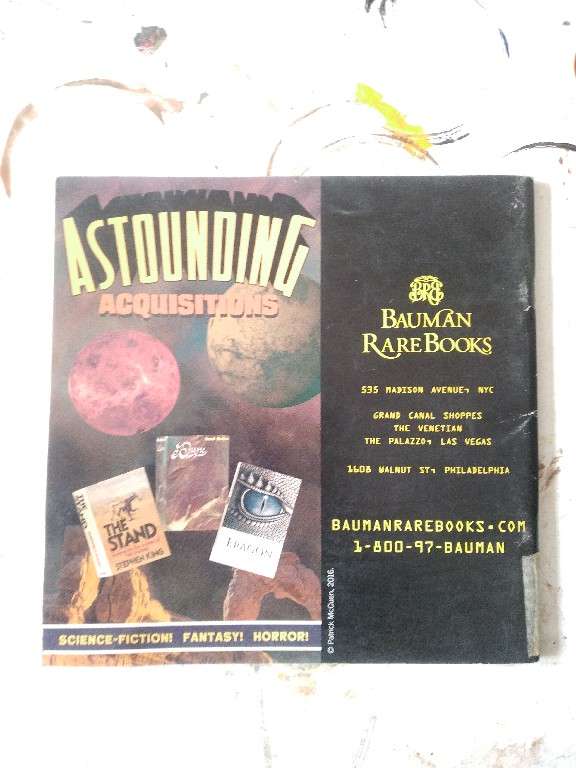 ASTOUNDING
ACQUISITIONS
Dune
THE STAND
STEPHEN KING
ERAGON
SCIENCE-FICTION! FANTASY! HORROR!
© Patrick McQuen, 2016.
BRB
BAUMAN
RARE BOOKS
535 MADISON AVENUE, NYC
GRAND CANAL SHOPPES
THE VENETIAN
THE PALAZZO, LAS VEGAS
1608 WALNUT ST, PHILADELPHIA
BAUMANRAREBOOKS.COM
1-800-97-BAUMAN